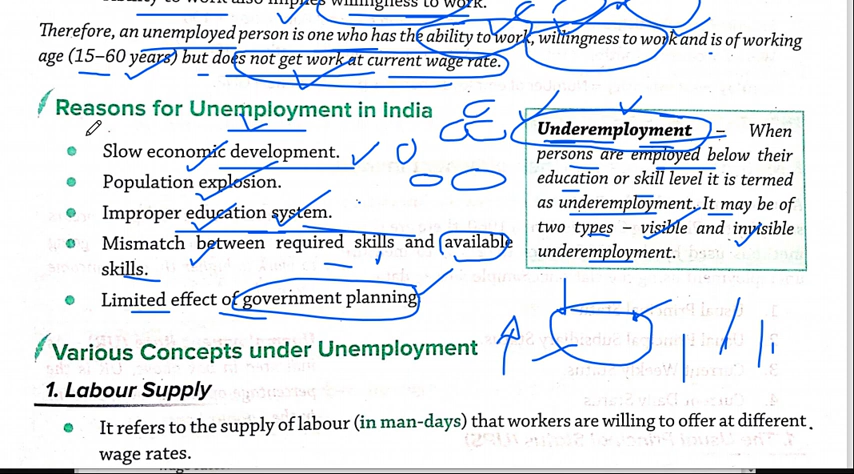 willingness to work.
Therefore, an unemployed person is one who has the ability to work, willingness to work and is of working
age (15–60 years) but does not get work at current wage rate.
Reasons for Unemployment in India
• Slow economic development.
• Population explosion.
• Improper education system.
• Mismatch between required skills and available
skills.
• Limited effect of government planning
Underemployment – When
persons are employed below their
education or skill level it is termed
as underemployment. It may be of
two types – visible and invisible
underemployment.
Various Concepts under Unemployment
1. Labour Supply
• It refers to the supply of labour (in man-days) that workers are willing to offer at different
wage rates.